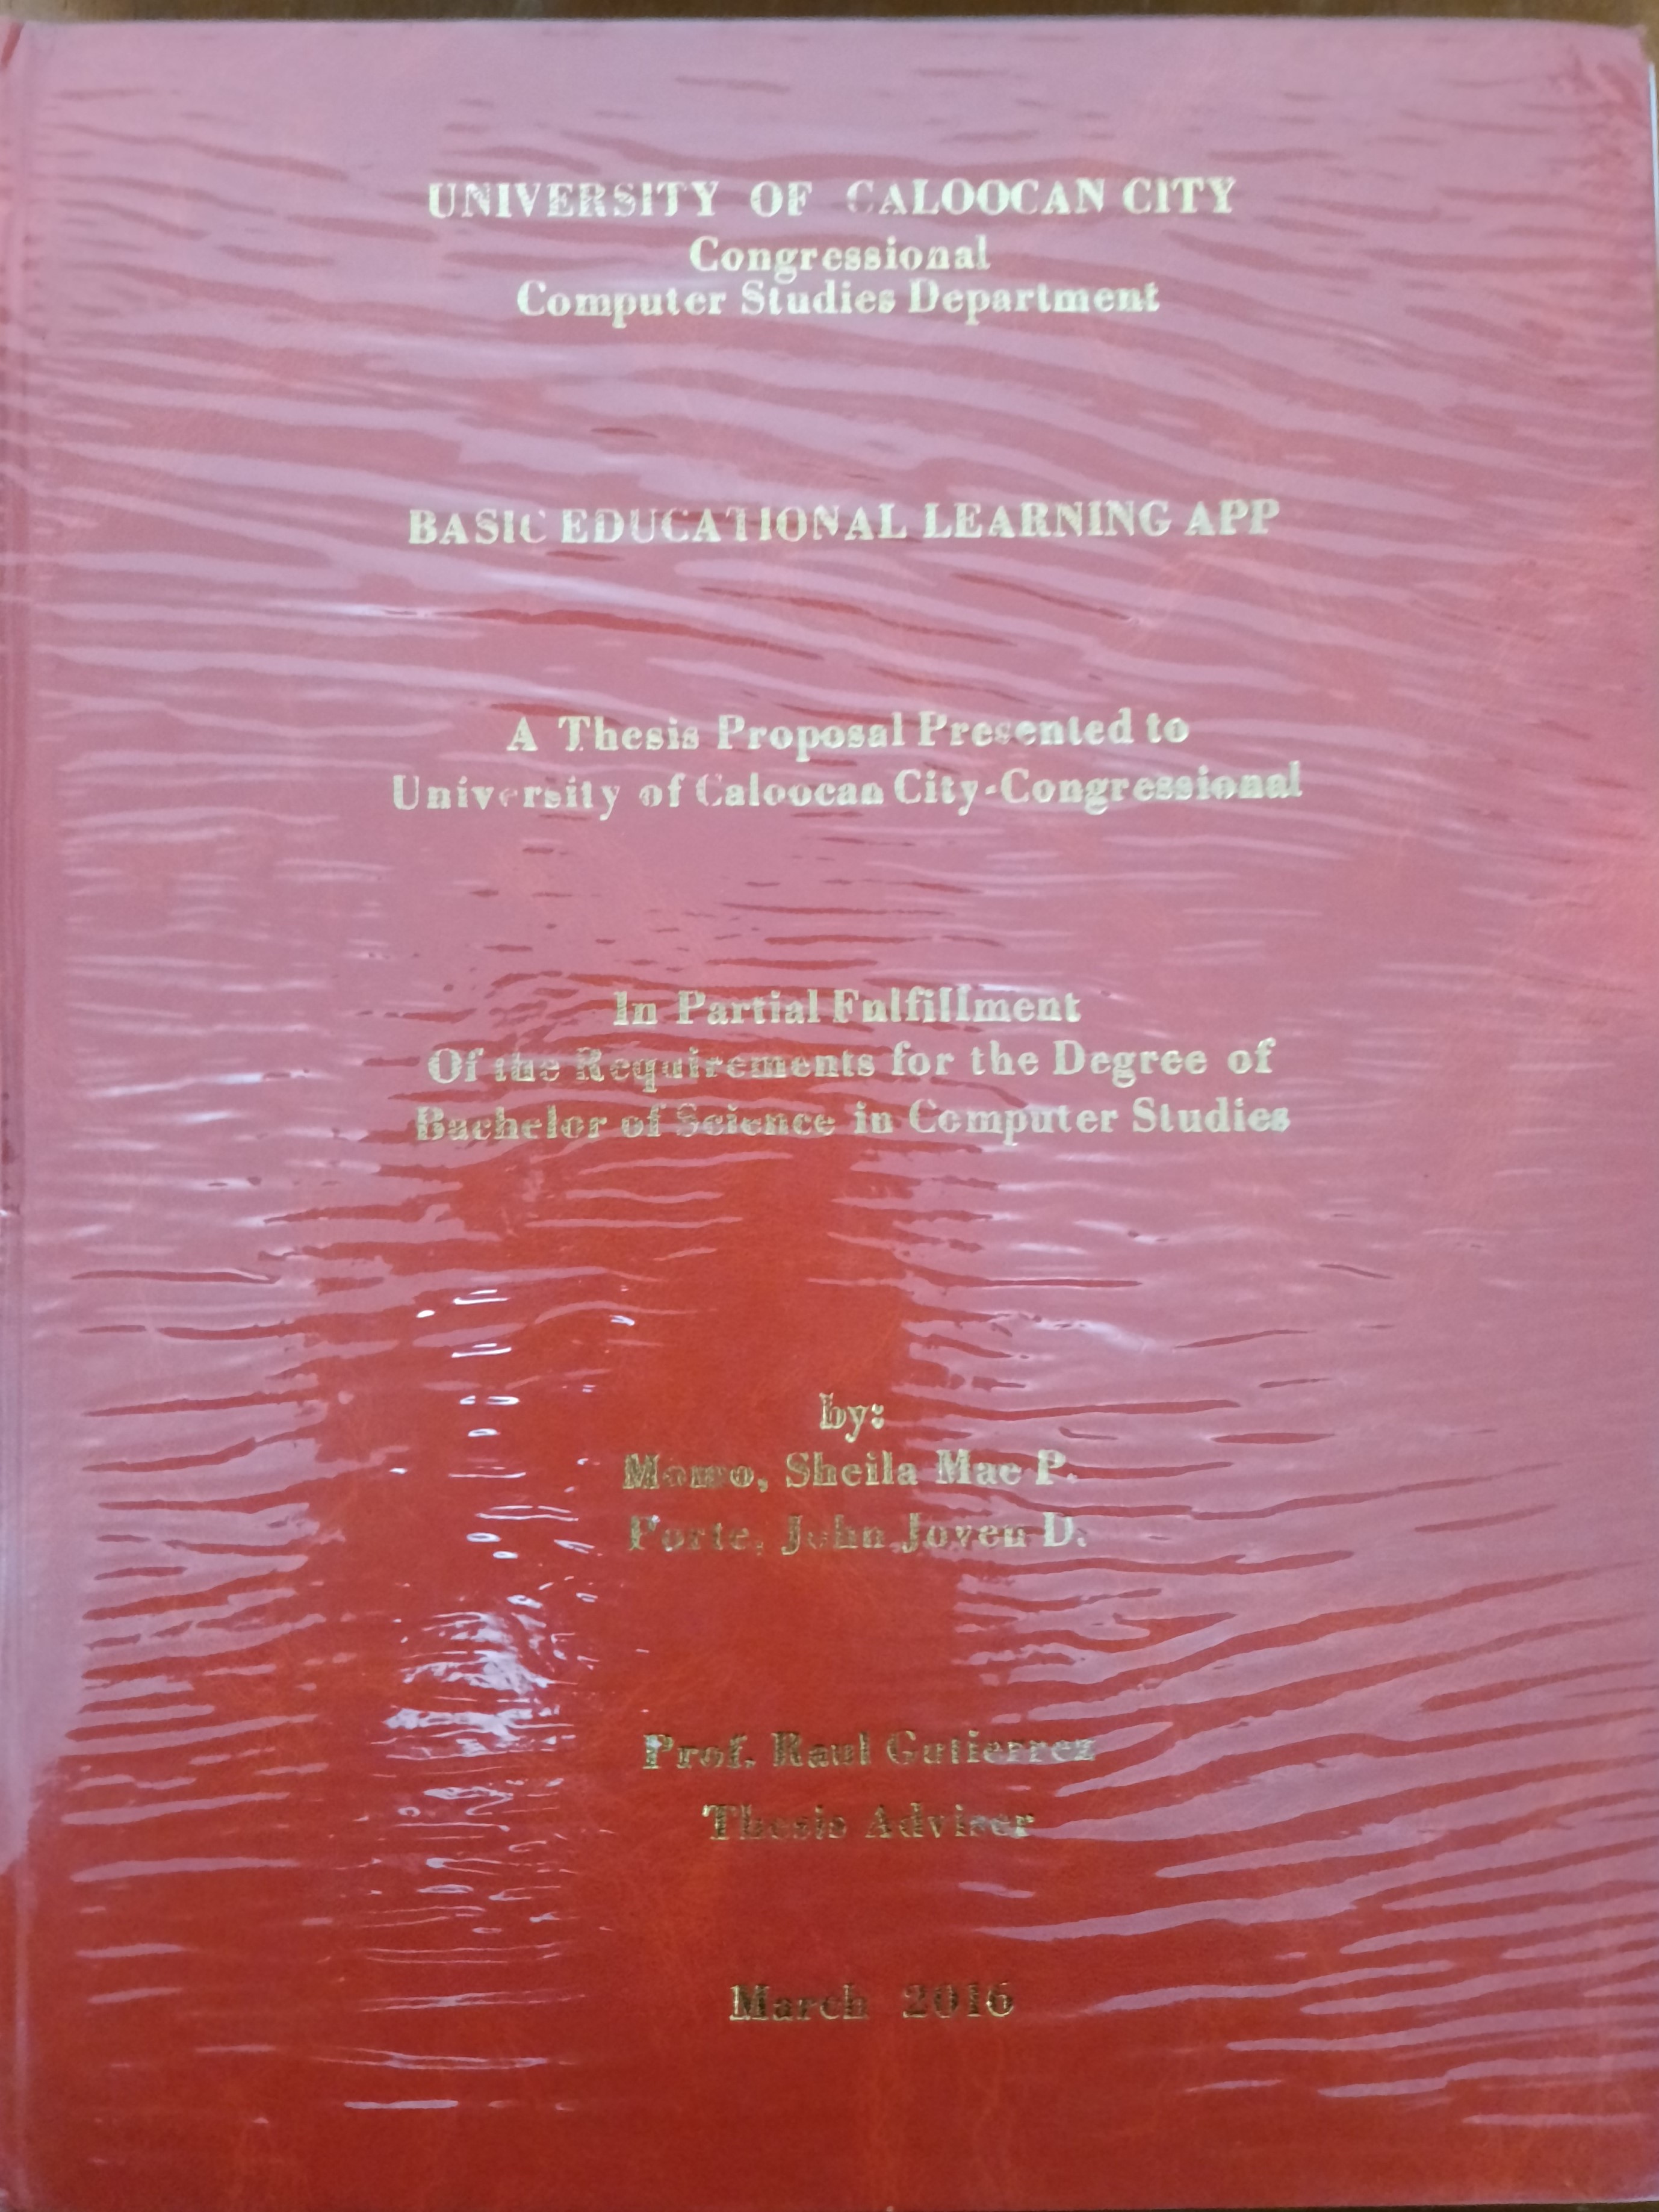 UNIVERSITY OF CALOOCAN CITY
Congressional
Computer Studies Department
BASIC EDUCATIONAL LEARNING APP
A Thesis Proposal Presented to
University of Caloocan City-Congressional
In Partial Fulfillment
Of the Requirements for the Degree of
Bachelor of Science in Computer Studies
by:
Momo, Sheila Mae P.
Porte, John Joven D.
Prof. Raul Gutierrez
Thesis Adviser
March 2016